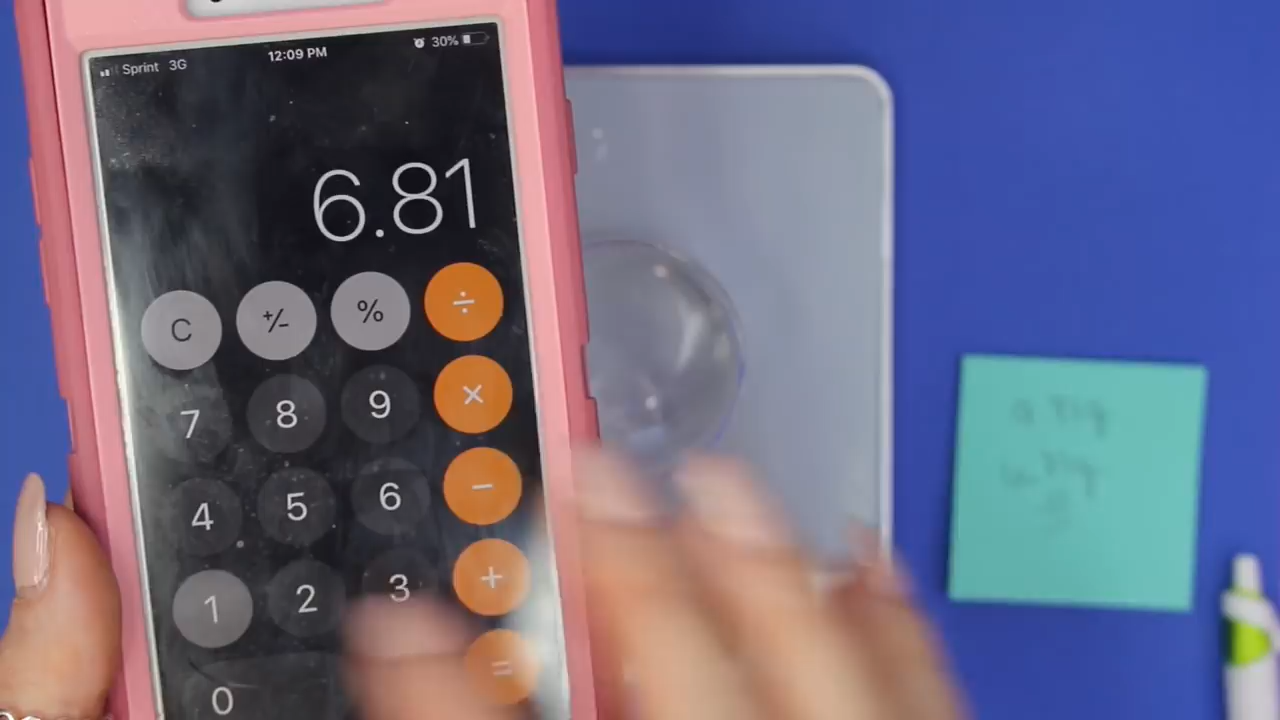 Sprint 3G 12:09 PM 30%
6.81
C +/- % ÷
7 8 9 ×
4 5 6 −
1 2 3 +
0 =